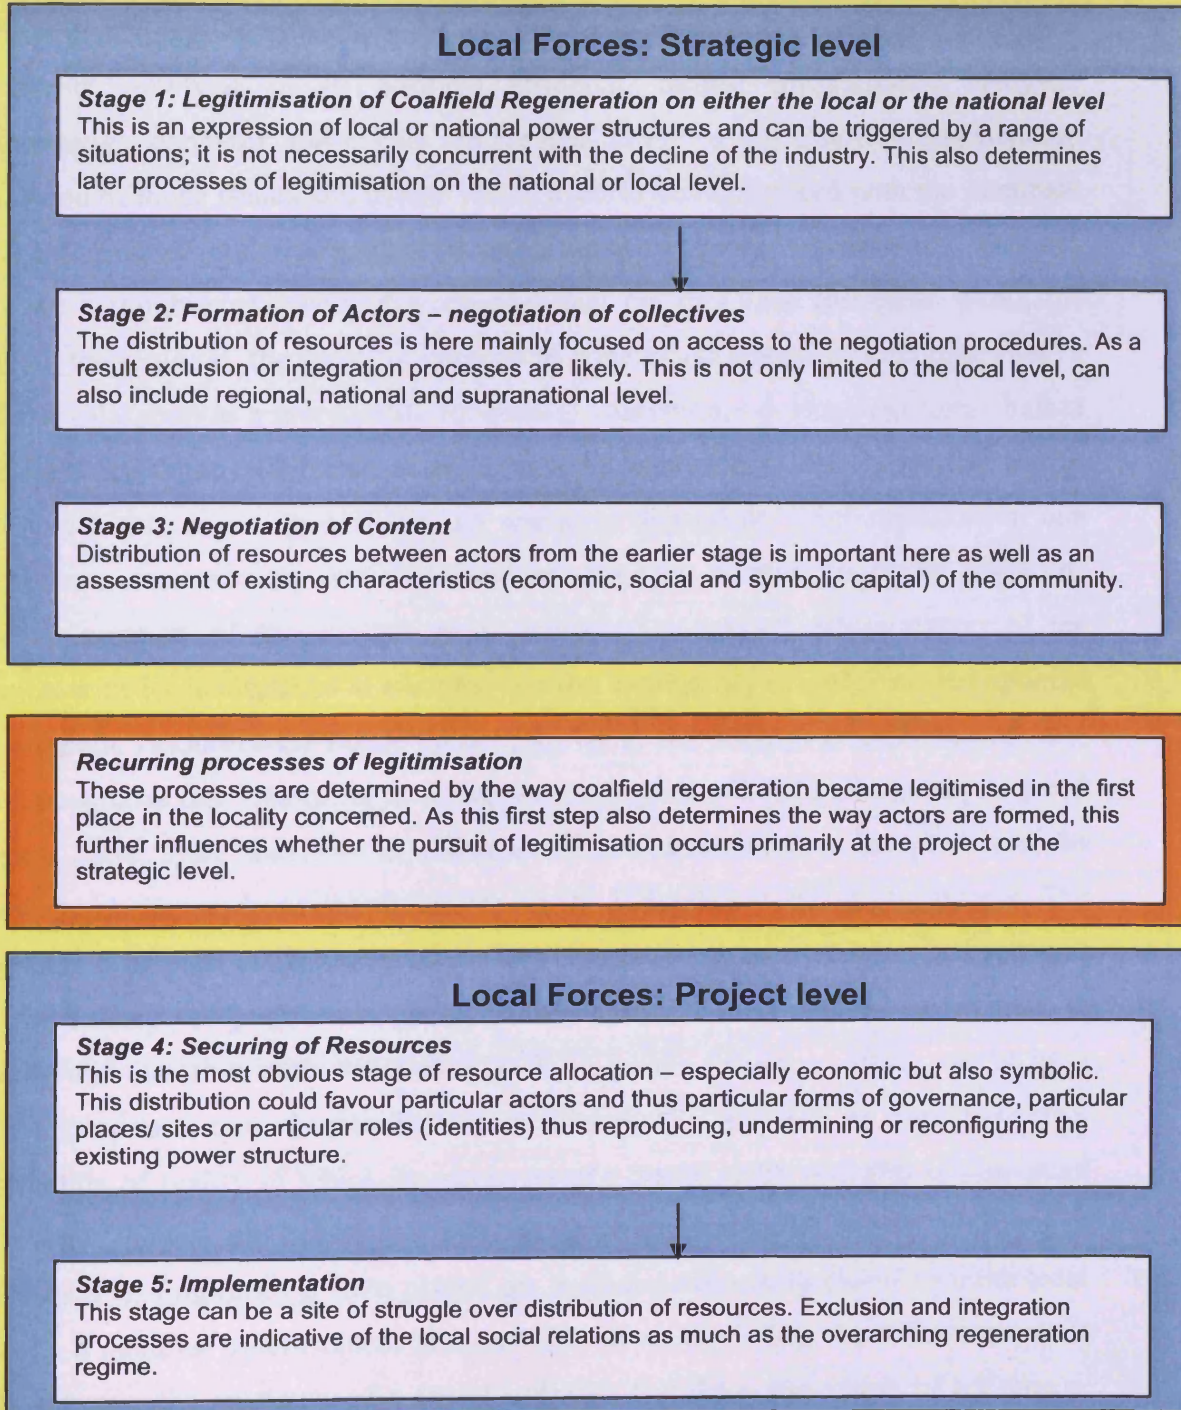 Local Forces: Strategic level
Stage 1: Legitimisation of Coalfield Regeneration on either the local or the national level
This is an expression of local or national power structures and can be triggered by a range of
situations; it is not necessarily concurrent with the decline of the industry. This also determines
later processes of legitimisation on the national or local level.
Stage 2: Formation of Actors – negotiation of collectives
The distribution of resources is here mainly focused on access to the negotiation procedures. As a
result exclusion or integration processes are likely. This is not only limited to the local level, can
also include regional, national and supranational level.
Stage 3: Negotiation of Content
Distribution of resources between actors from the earlier stage is important here as well as an
assessment of existing characteristics (economic, social and symbolic capital) of the community.
Recurring processes of legitimisation
These processes are determined by the way coalfield regeneration became legitimised in the first
place in the locality concerned. As this first step also determines the way actors are formed, this
further influences whether the pursuit of legitimisation occurs primarily at the project or the
strategic level.
Local Forces: Project level
Stage 4: Securing of Resources
This is the most obvious stage of resource allocation – especially economic but also symbolic.
This distribution could favour particular actors and thus particular forms of governance, particular
places/ sites or particular roles (identities) thus reproducing, undermining or reconfiguring the
existing power structure.
Stage 5: Implementation
This stage can be a site of struggle over distribution of resources. Exclusion and integration
processes are indicative of the local social relations as much as the overarching regeneration
regime.